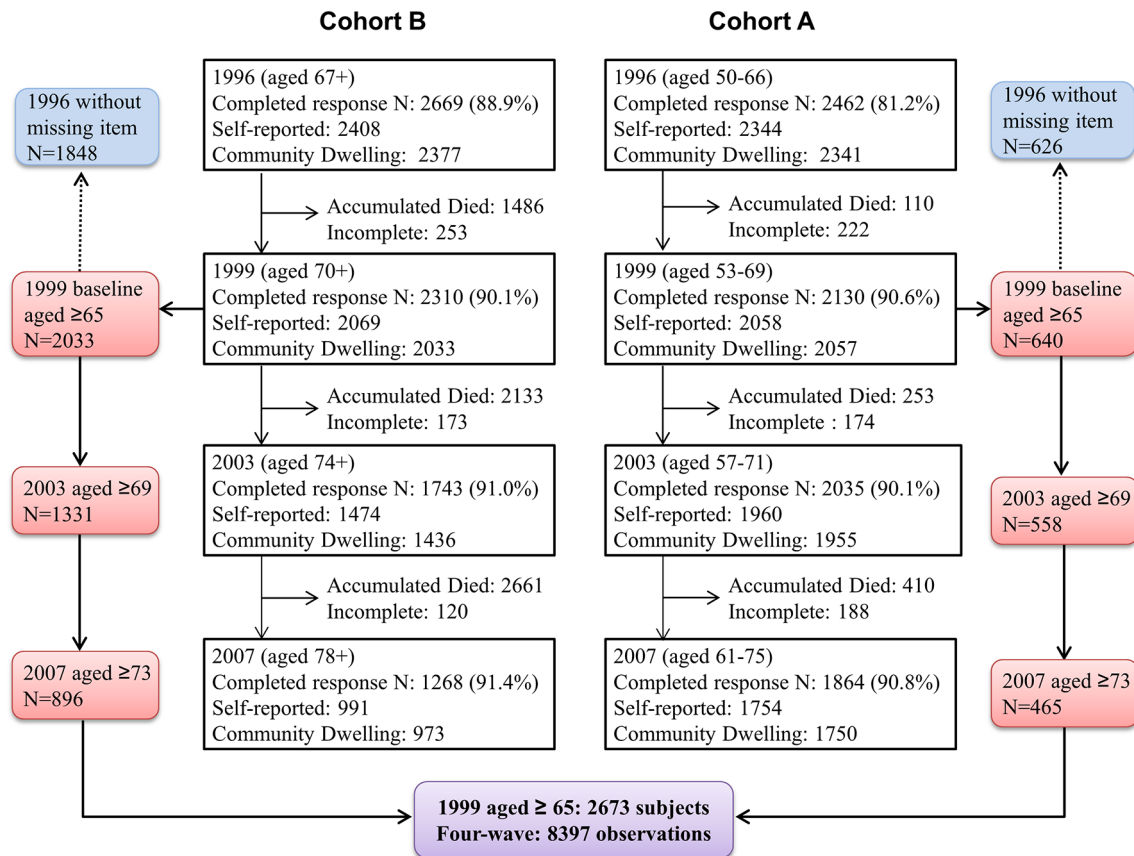 Cohort B
Cohort A
1996 without
missing item
N=1848
1996 (aged 67+)
Completed response N: 2669 (88.9%)
Self-reported: 2408
Community Dwelling:  2377
1996 (aged 50-66)
Completed response N: 2462 (81.2%)
Self-reported: 2344
Community Dwelling:  2341
1996 without
missing item
N=626
Accumulated Died: 1486
Incomplete: 253
Accumulated Died: 110
Incomplete: 222
1999 baseline
aged ≥65
N=2033
1999 (aged 70+)
Completed response N: 2310 (90.1%)
Self-reported: 2069
Community Dwelling: 2033
1999 (aged 53-69)
Completed response N: 2130 (90.6%)
Self-reported: 2058
Community Dwelling: 2057
1999 baseline
aged ≥65
N=640
Accumulated Died: 2133
Incomplete: 173
Accumulated Died: 253
Incomplete : 174
2003 aged ≥69
N=1331
2003 (aged 74+)
Completed response N: 1743 (91.0%)
Self-reported: 1474
Community Dwelling: 1436
2003 (aged 57-71)
Completed response N: 2035 (90.1%)
Self-reported: 1960
Community Dwelling: 1955
2003 aged ≥69
N=558
Accumulated Died: 2661
Incomplete: 120
Accumulated Died: 410
Incomplete: 188
2007 aged ≥73
N=896
2007 (aged 78+)
Completed response N: 1268 (91.4%)
Self-reported: 991
Community Dwelling: 973
2007 (aged 61-75)
Completed response N: 1864 (90.8%)
Self-reported: 1754
Community Dwelling: 1750
2007 aged ≥73
N=465
1999 aged ≥ 65: 2673 subjects
Four-wave: 8397 observations